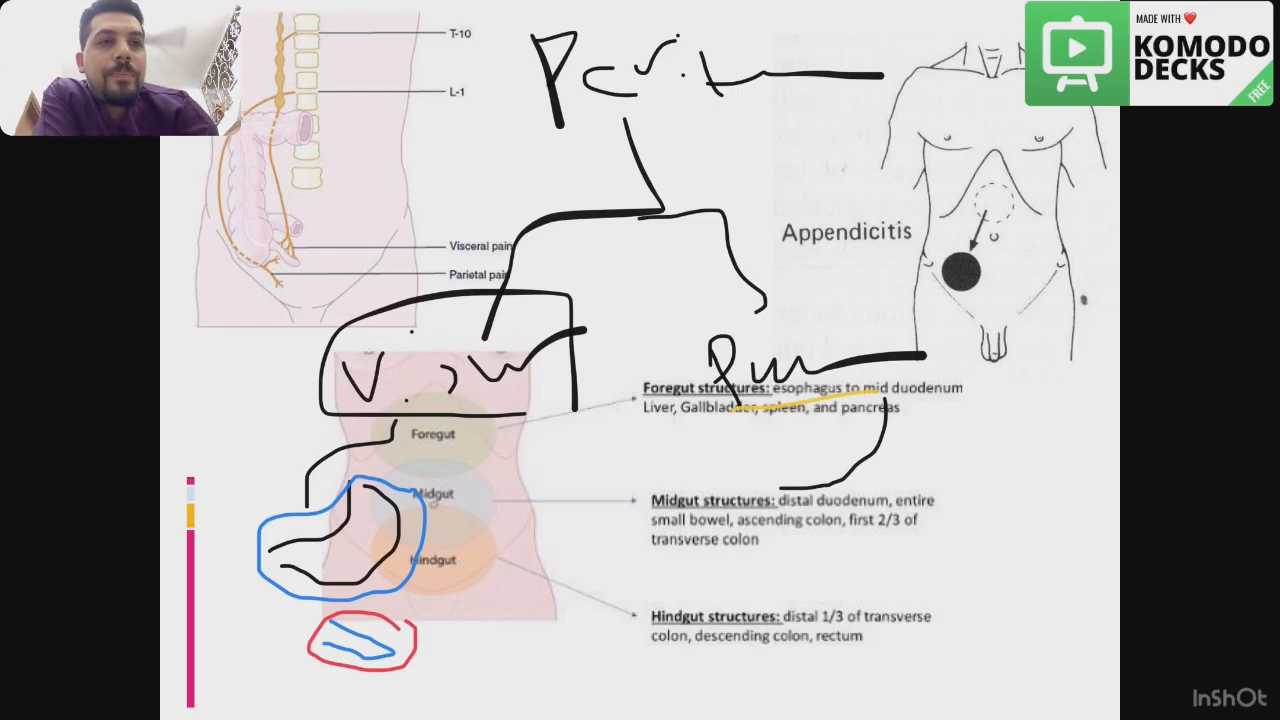 T-10
L-1
Visceral pain
Parietal pain
MADE WITH ❤
KOMODO
DECKS
FREE
Appendicitis
Foregut
Midgut
Hindgut
Foregut structures: esophagus to mid duodenum
Liver, Gallbladder, spleen, and pancreas
Midgut structures: distal duodenum, entire
small bowel, ascending colon, first 2/3 of
transverse colon
Hindgut structures: distal 1/3 of transverse
colon, descending colon, rectum
InShOt